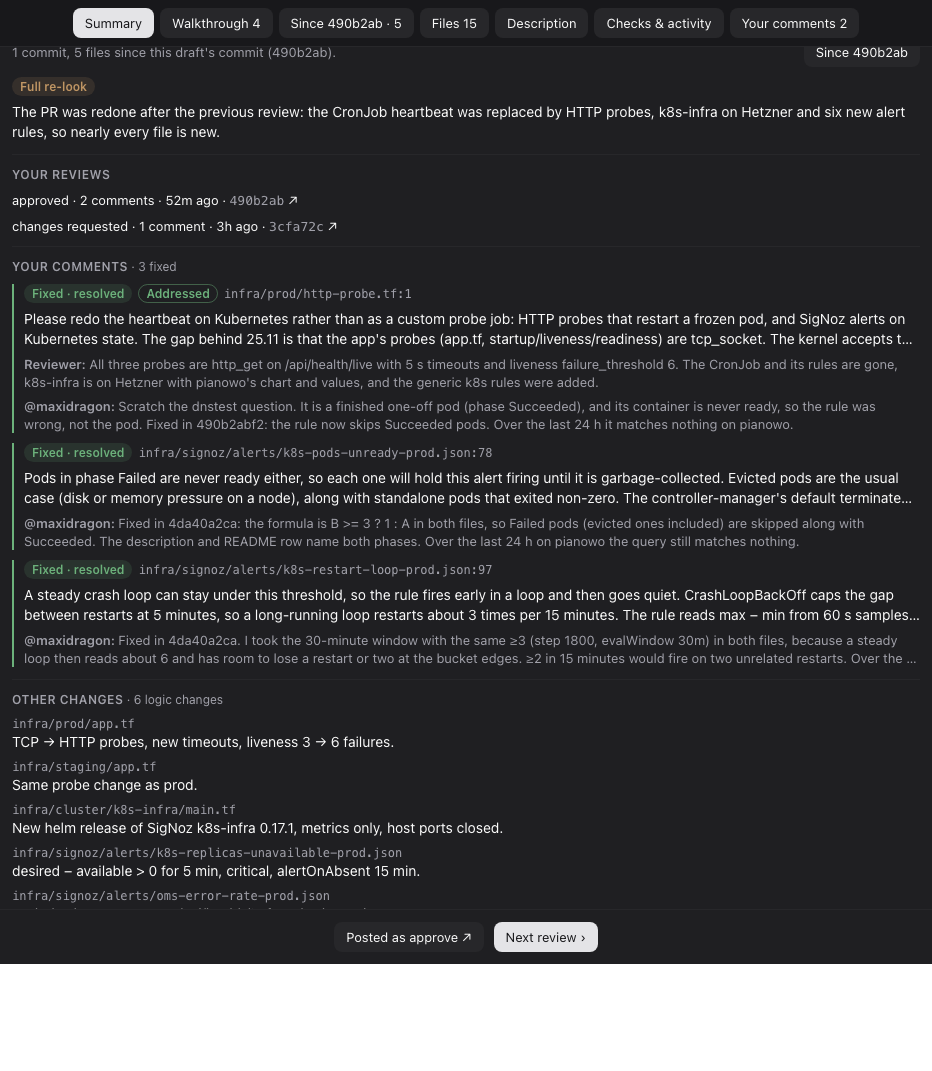 Summary
Walkthrough 4
Since 490b2ab · 5
Files 15
Description
Checks & activity
Your comments 2
1 commit, 5 files since this draft's commit (490b2ab).
Since 490b2ab
Full re-look
The PR was redone after the previous review: the CronJob heartbeat was replaced by HTTP probes, k8s-infra on Hetzner and six new alert
rules, so nearly every file is new.
YOUR REVIEWS
approved · 2 comments · 52m ago · 490b2ab ↗
changes requested · 1 comment · 3h ago · 3cfa72c ↗
YOUR COMMENTS · 3 fixed
Fixed · resolved Addressed infra/prod/http-probe.tf:1
Please redo the heartbeat on Kubernetes rather than as a custom probe job: HTTP probes that restart a frozen pod, and SigNoz alerts on
Kubernetes state. The gap behind 25.11 is that the app's probes (app.tf, startup/liveness/readiness) are tcp_socket. The kernel accepts t…
Reviewer: All three probes are http_get on /api/health/live with 5 s timeouts and liveness failure_threshold 6. The CronJob and its rules are gone,
k8s-infra is on Hetzner with pianowo's chart and values, and the generic k8s rules were added.
@maxidragon: Scratch the dnstest question. It is a finished one-off pod (phase Succeeded), and its container is never ready, so the rule was
wrong, not the pod. Fixed in 490b2abf2: the rule now skips Succeeded pods. Over the last 24 h it matches nothing on pianowo.
Fixed · resolved infra/signoz/alerts/k8s-pods-unready-prod.json:78
Pods in phase Failed are never ready either, so each one will hold this alert firing until it is garbage-collected. Evicted pods are the usual
case (disk or memory pressure on a node), along with standalone pods that exited non-zero. The controller-manager's default terminate…
@maxidragon: Fixed in 4da40a2ca: the formula is B >= 3 ? 1 : A in both files, so Failed pods (evicted ones included) are skipped along with
Succeeded. The description and README row name both phases. Over the last 24 h on pianowo the query still matches nothing.
Fixed · resolved infra/signoz/alerts/k8s-restart-loop-prod.json:97
A steady crash loop can stay under this threshold, so the rule fires early in a loop and then goes quiet. CrashLoopBackOff caps the gap
between restarts at 5 minutes, so a long-running loop restarts about 3 times per 15 minutes. The rule reads max − min from 60 s samples…
@maxidragon: Fixed in 4da40a2ca. I took the 30-minute window with the same ≥3 (step 1800, evalWindow 30m) in both files, because a steady
loop then reads about 6 and has room to lose a restart or two at the bucket edges. ≥2 in 15 minutes would fire on two unrelated restarts. Over the …
OTHER CHANGES · 6 logic changes
infra/prod/app.tf
TCP → HTTP probes, new timeouts, liveness 3 → 6 failures.
infra/staging/app.tf
Same probe change as prod.
infra/cluster/k8s-infra/main.tf
New helm release of SigNoz k8s-infra 0.17.1, metrics only, host ports closed.
infra/signoz/alerts/k8s-replicas-unavailable-prod.json
desired − available > 0 for 5 min, critical, alertOnAbsent 15 min.
infra/signoz/alerts/oms-error-rate-prod.json
Posted as approve ↗
Next review ›